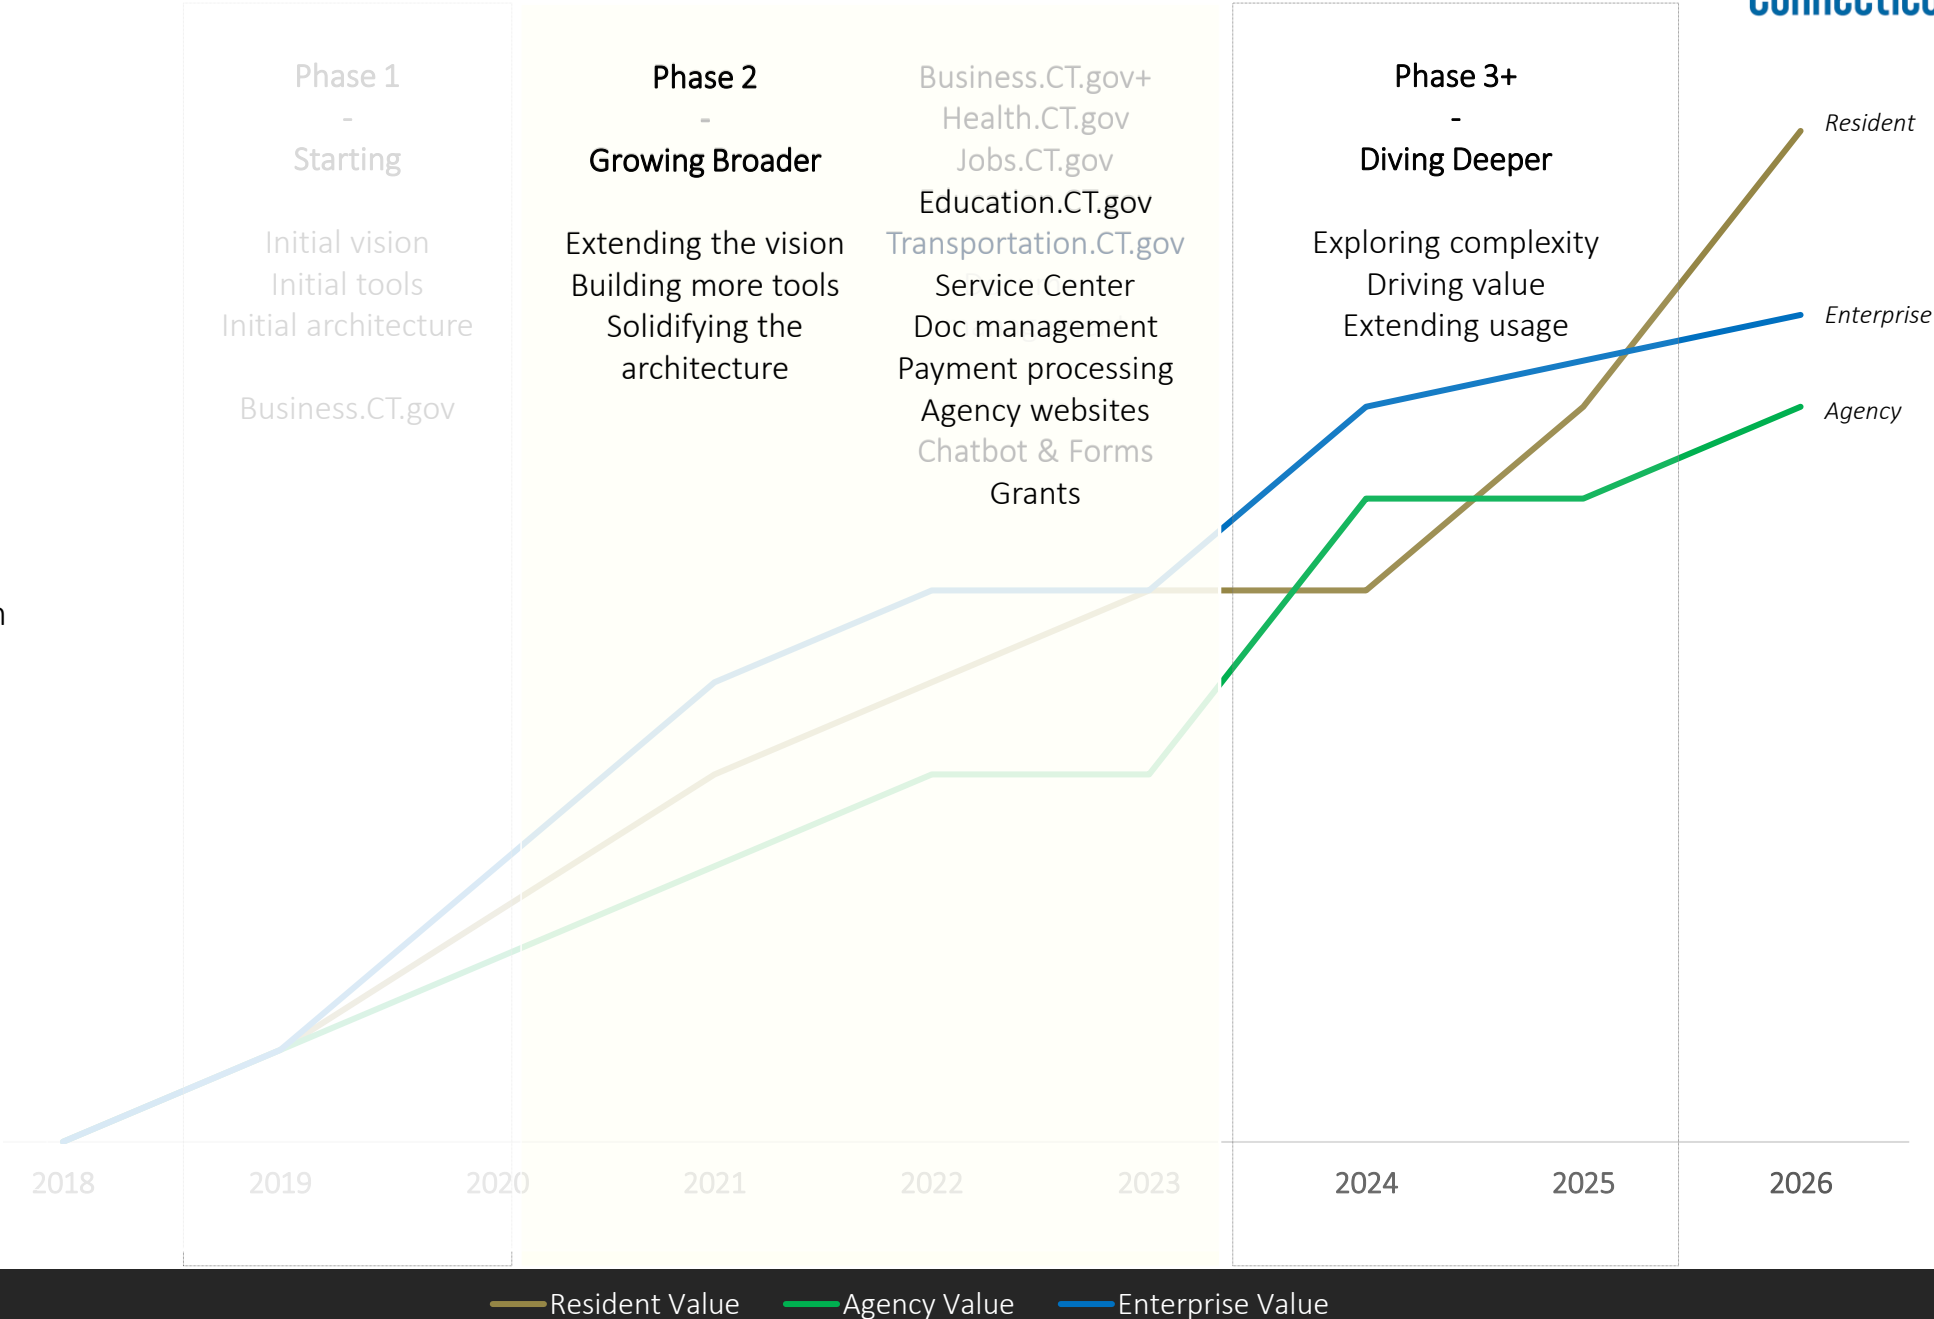 Phase 1
-
Starting
Initial vision
Initial tools
Initial architecture
Business.CT.gov
Phase 2
-
Growing Broader
Extending the vision
Building more tools
Solidifying the
architecture
Business.CT.gov+
Health.CT.gov
Jobs.CT.gov
Education.CT.gov
Transportation.CT.gov
Service Center
Doc management
Payment processing
Agency websites
Chatbot & Forms
Grants
Phase 3+
-
Diving Deeper
Exploring complexity
Driving value
Extending usage
Resident
Enterprise
Agency
2018 2019 2020 2021 2022 2023 2024 2025 2026
Resident Value Agency Value Enterprise Value